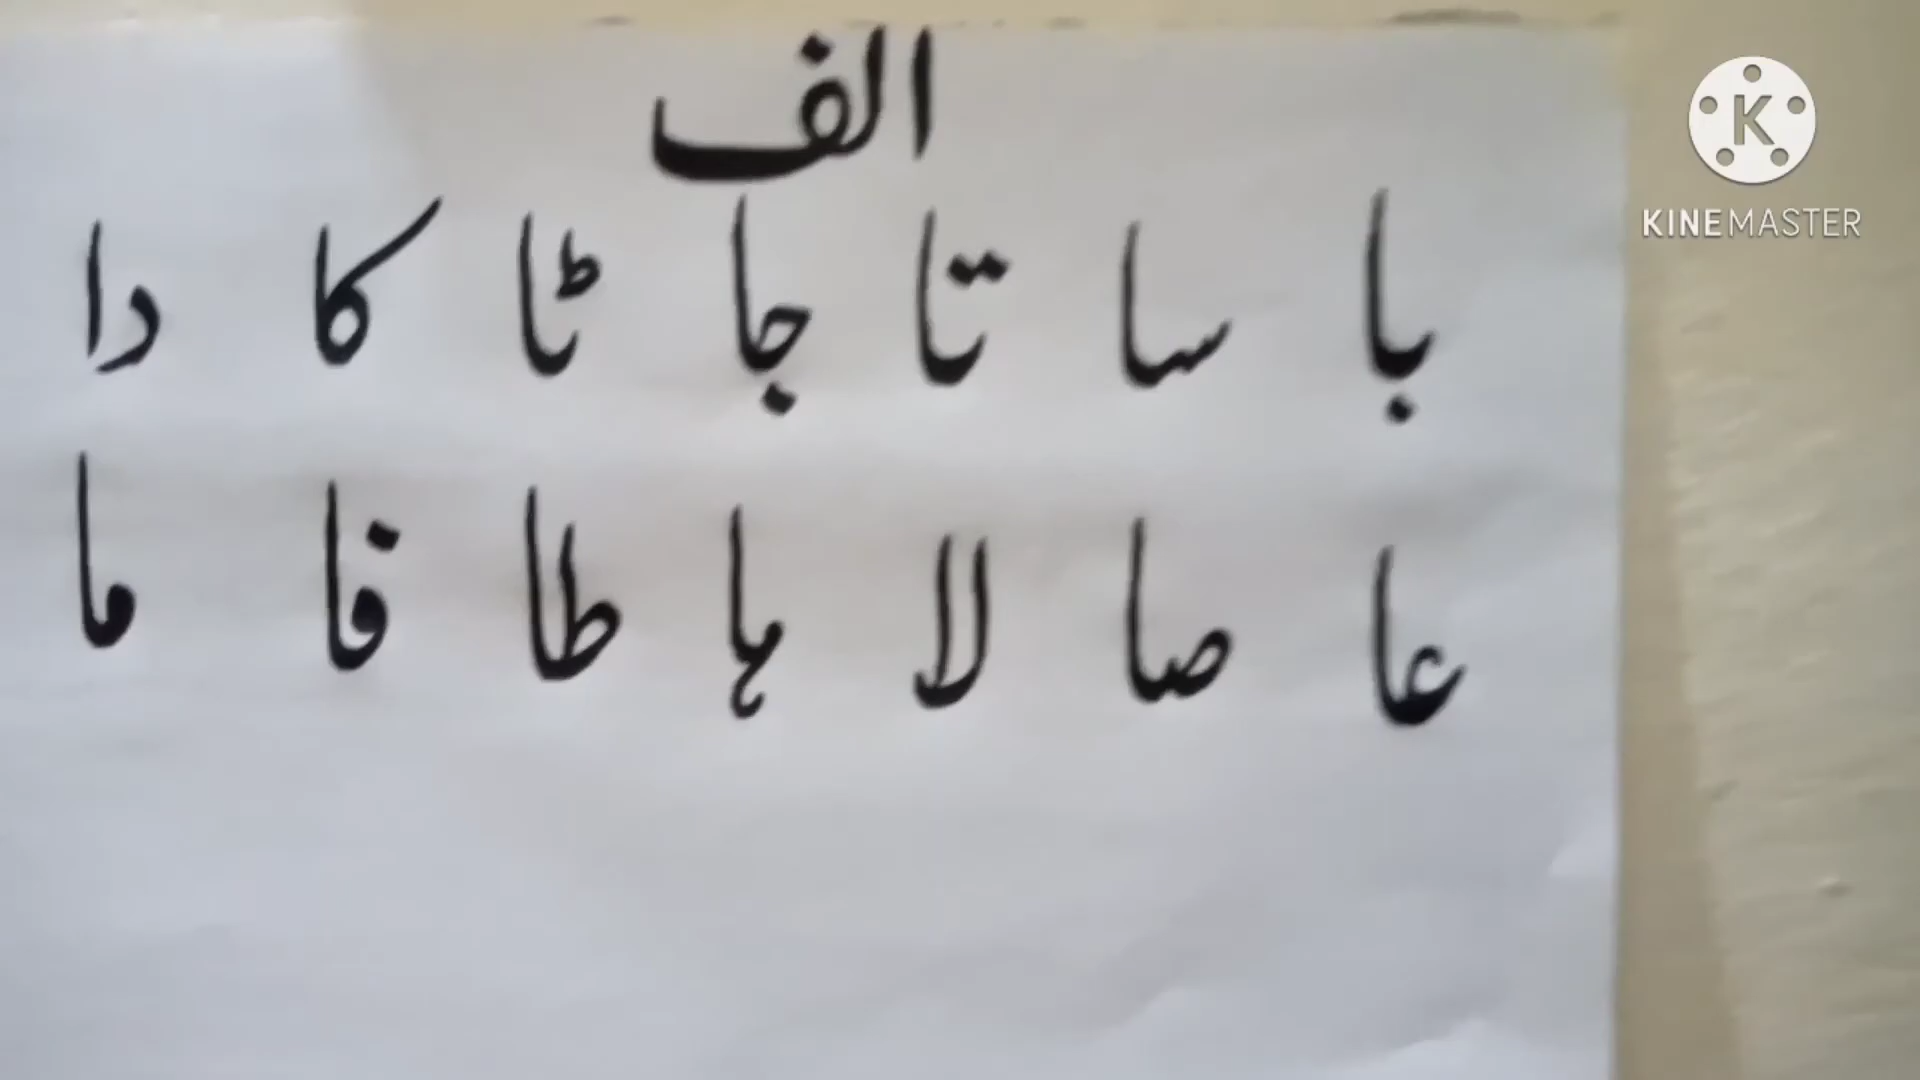 الف
با سا تا جا ٹا کا دا
عا صا لا ہا طا فا ما
K
KINEMASTER